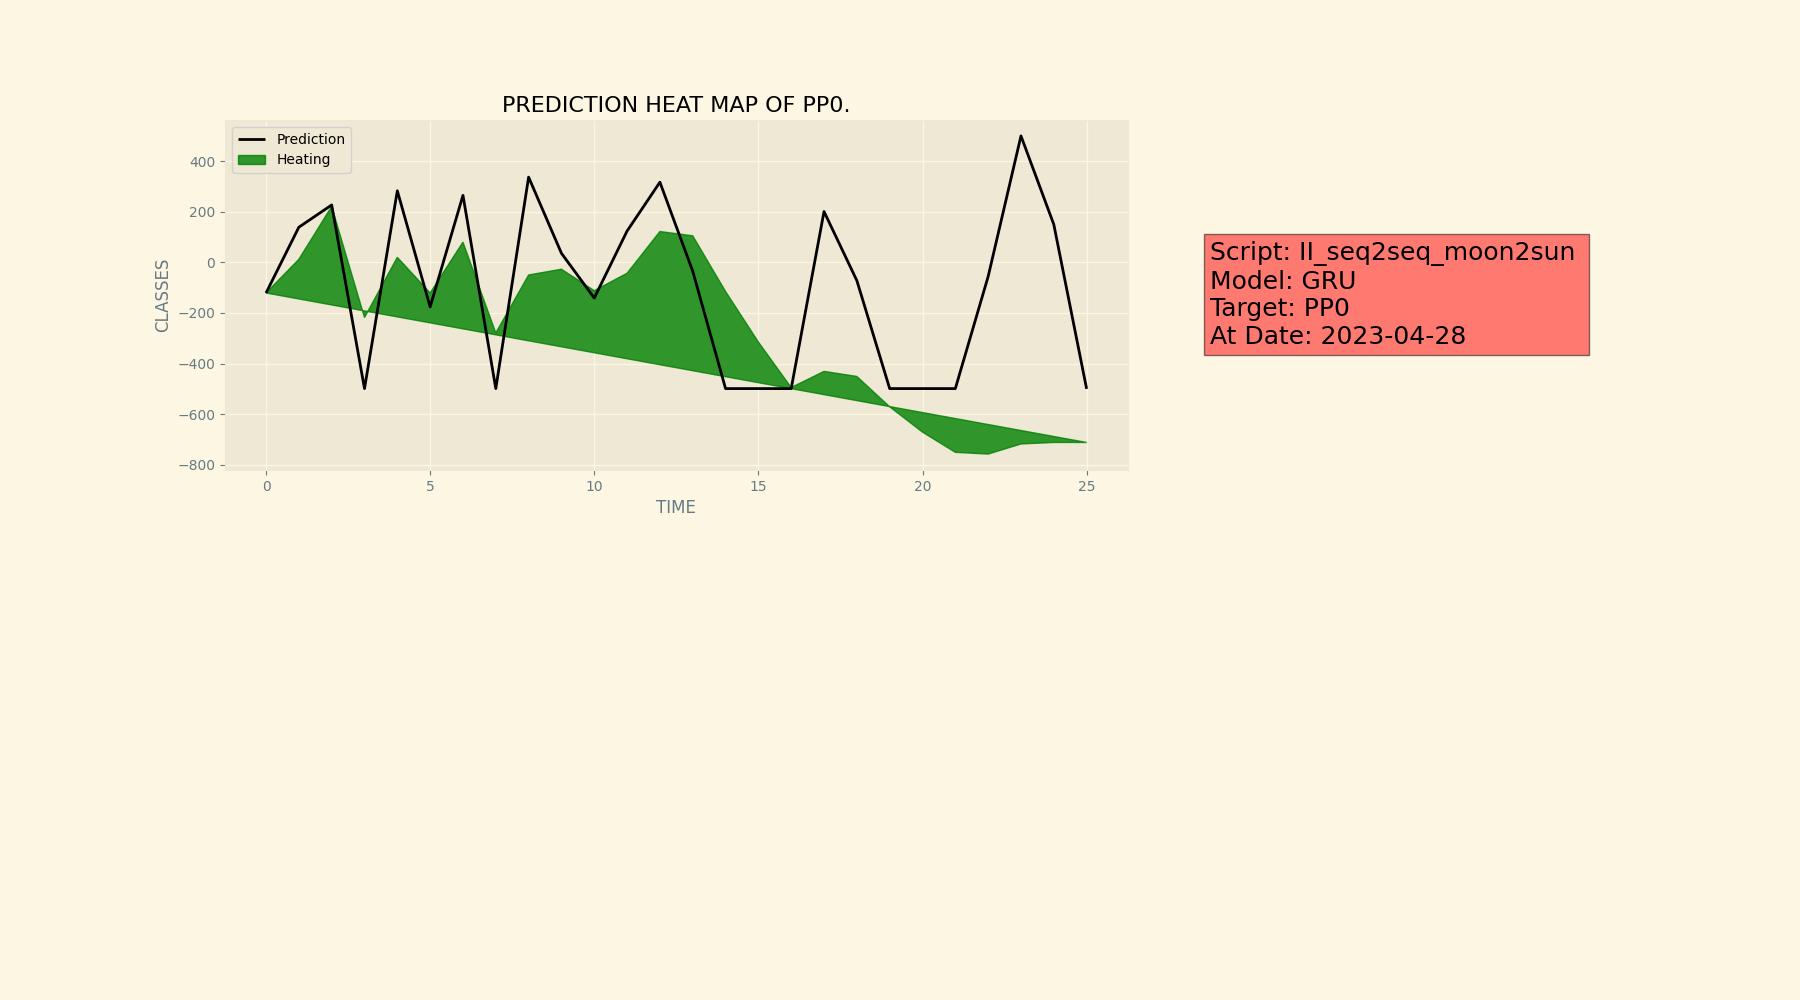 PREDICTION HEAT MAP OF PP0.
Prediction
Heating
400
200
0
−200
−400
−600
−800
CLASSES
0 5 10 15 20 25
TIME
Script: II_seq2seq_moon2sun
Model: GRU
Target: PP0
At Date: 2023-04-28